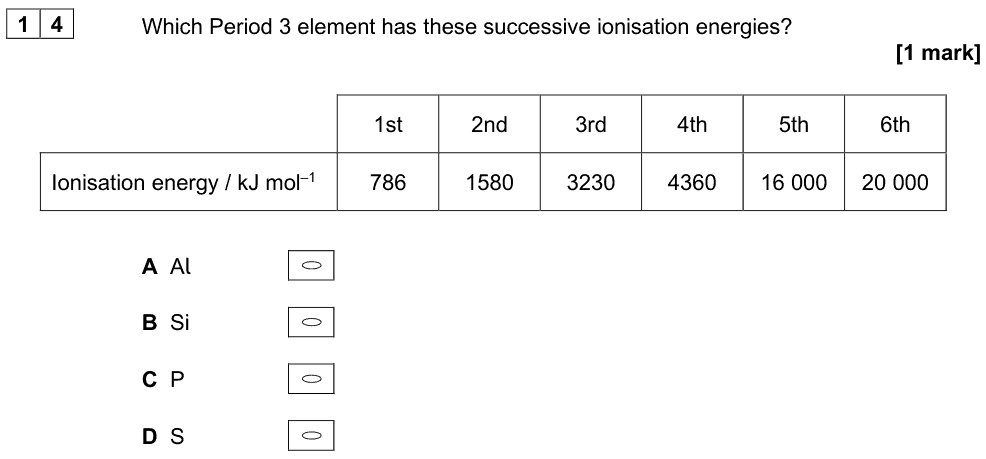 1 4 Which Period 3 element has these successive ionisation energies?
[1 mark]
1st 2nd 3rd 4th 5th 6th
Ionisation energy / kJ mol⁻¹ 786 1580 3230 4360 16 000 20 000
A Al
B Si
C P
D S